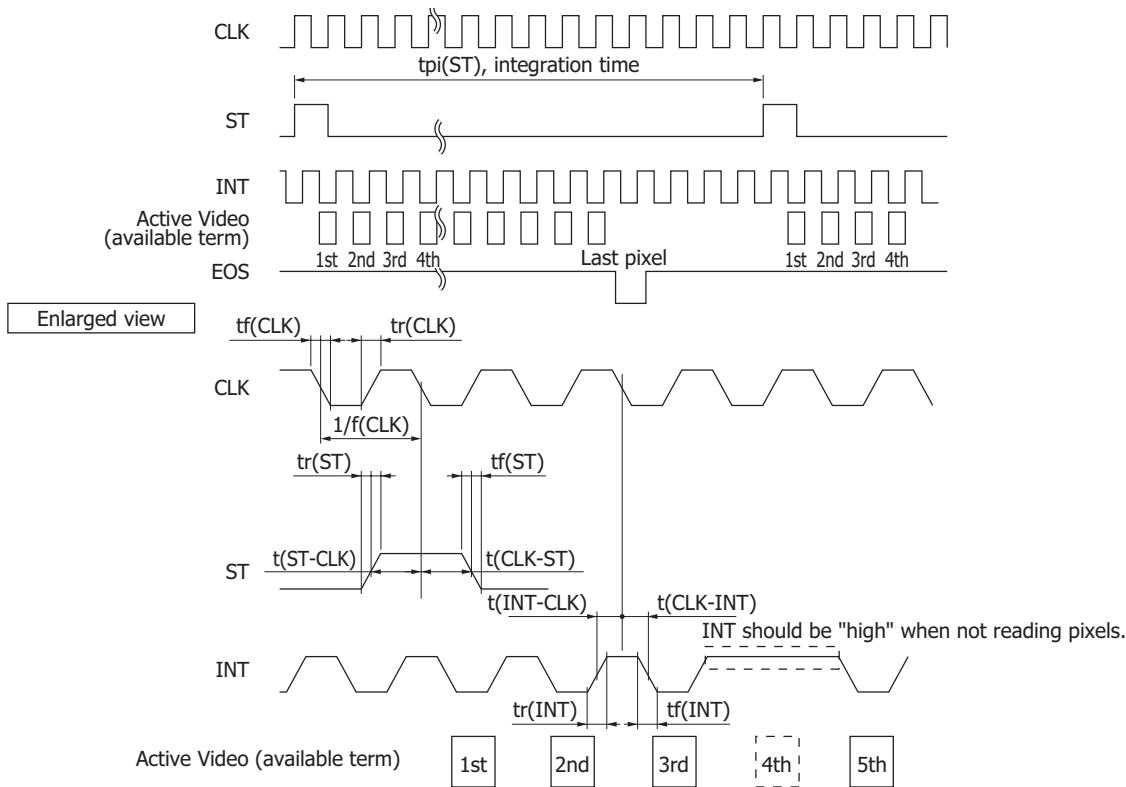 CLK
tpi(ST), integration time
ST
INT
Active Video
(available term)
1st 2nd 3rd 4th
Last pixel
1st 2nd 3rd 4th
EOS
Enlarged view
tf(CLK)
tr(CLK)
CLK
1/f(CLK)
tr(ST)
tf(ST)
t(ST-CLK)
t(CLK-ST)
ST
t(INT-CLK)
t(CLK-INT)
INT should be "high" when not reading pixels.
INT
tr(INT)
tf(INT)
Active Video (available term)
1st
2nd
3rd
4th
5th